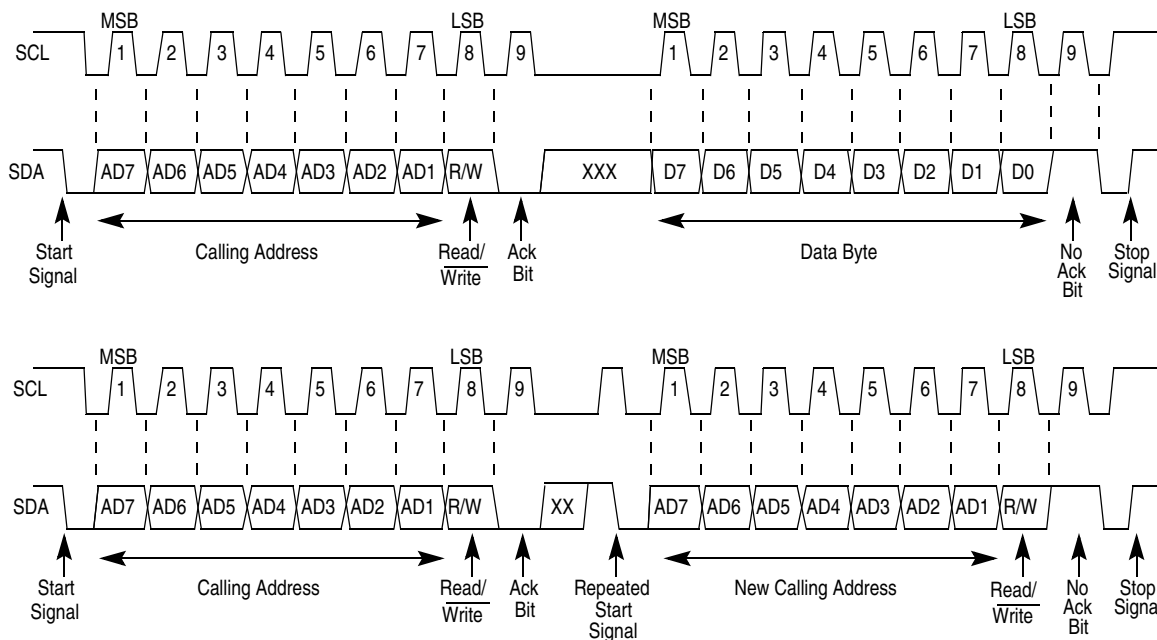 MSB LSB MSB LSB
SCL 1 2 3 4 5 6 7 8 9 1 2 3 4 5 6 7 8 9
SDA AD7 AD6 AD5 AD4 AD3 AD2 AD1 R/W XXX D7 D6 D5 D4 D3 D2 D1 D0
Start Calling Address Read/ Ack Data Byte No Stop
Signal Write Bit Ack Signal
Bit
MSB LSB MSB LSB
SCL 1 2 3 4 5 6 7 8 9 1 2 3 4 5 6 7 8 9
SDA AD7 AD6 AD5 AD4 AD3 AD2 AD1 R/W XX AD7 AD6 AD5 AD4 AD3 AD2 AD1 R/W
Start Calling Address Read/ Ack Repeated New Calling Address Read/ No Stop
Signal Write Bit Start Write Ack Signal
Signal Bit